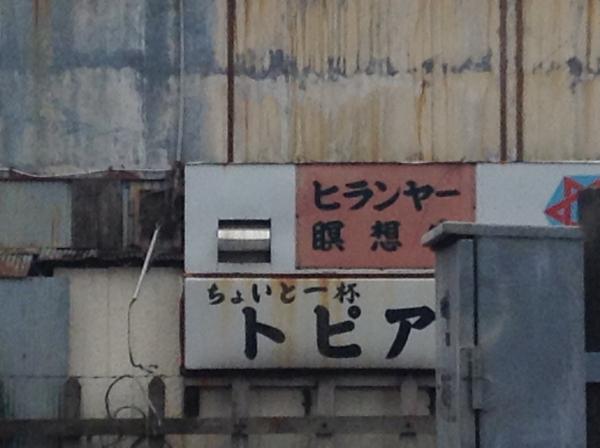 ヒランヤー
瞑想
ちょいと一杯
トピア